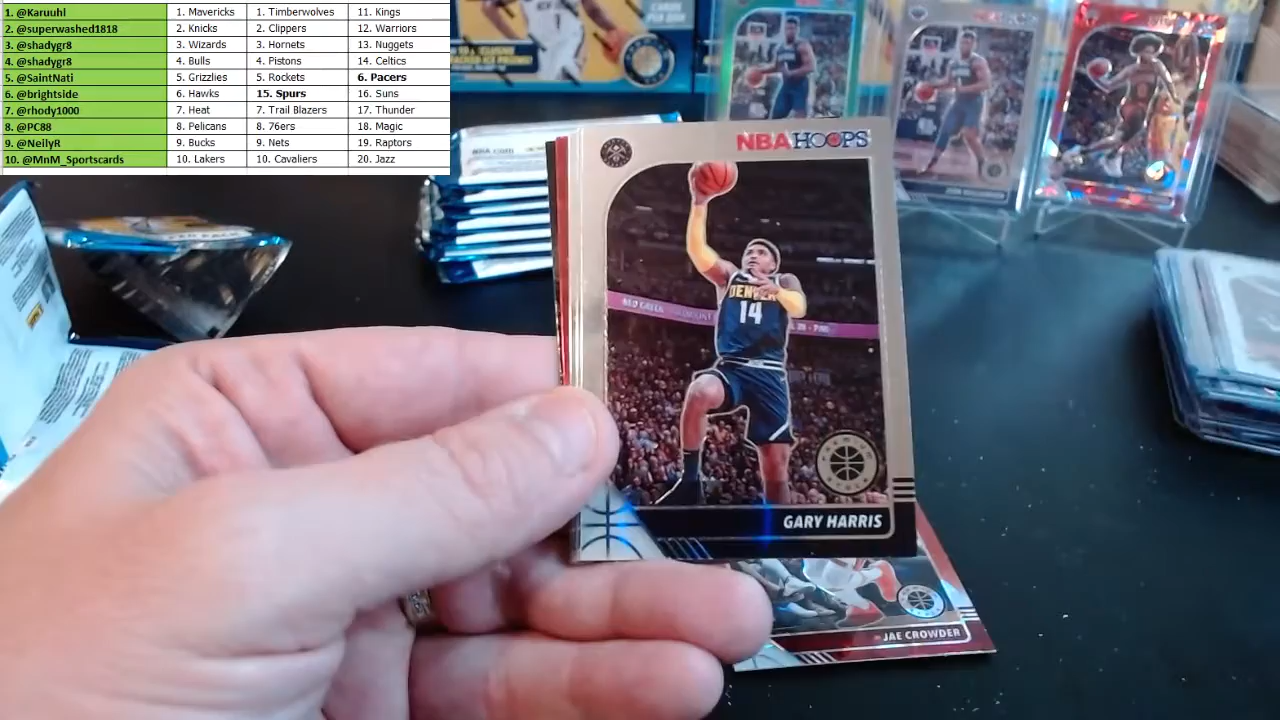 1. @Karuuhl 1. Mavericks 1. Timberwolves 11. Kings
2. @superwashed1818 2. Knicks 2. Clippers 12. Warriors
3. @shadygr8 3. Wizards 3. Hornets 13. Nuggets
4. @shadygr8 4. Bulls 4. Pistons 14. Celtics
5. @SaintNati 5. Grizzlies 5. Rockets 6. Pacers
6. @brightside 6. Hawks 15. Spurs 16. Suns
7. @rhody1000 7. Heat 7. Trail Blazers 17. Thunder
8. @PC88 8. Pelicans 8. 76ers 18. Magic
9. @NeilyR 9. Bucks 9. Nets 19. Raptors
10. @MnM_Sportscards 10. Lakers 10. Cavaliers 20. Jazz
NBA HOOPS
DENVER
14
PREMIUM
STOCK
GARY HARRIS
JAE CROWDER